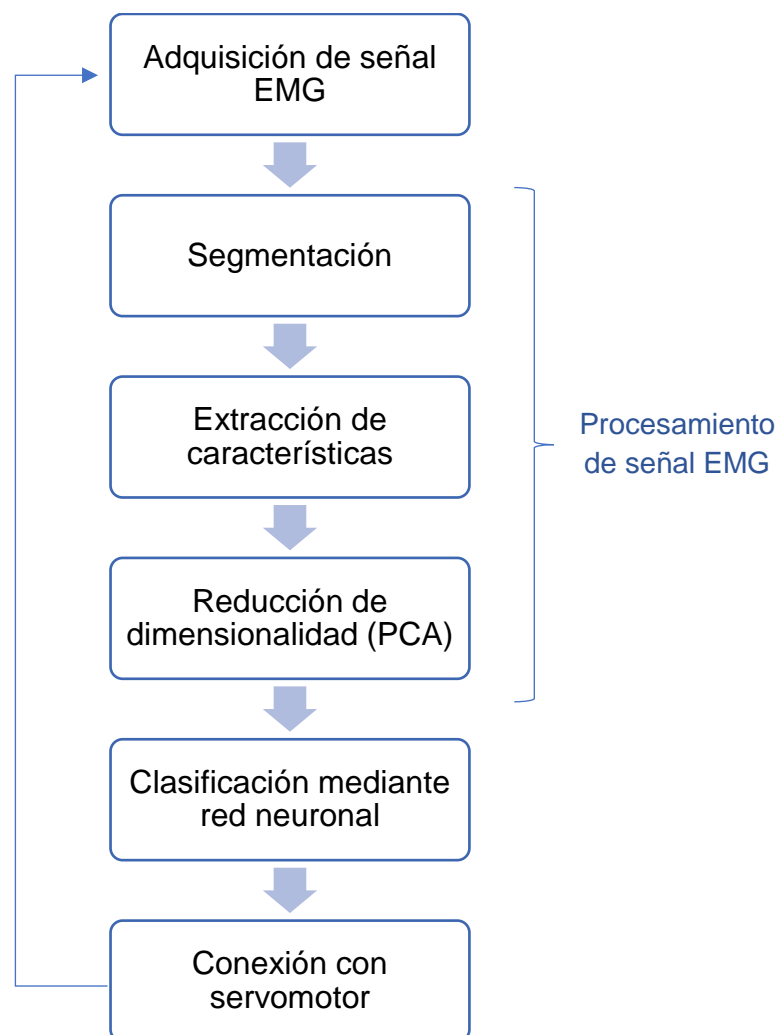 Adquisición de señal
EMG
Segmentación
Extracción de
características
Procesamiento
de señal EMG
Reducción de
dimensionalidad (PCA)
Clasificación mediante
red neuronal
Conexión con
servomotor